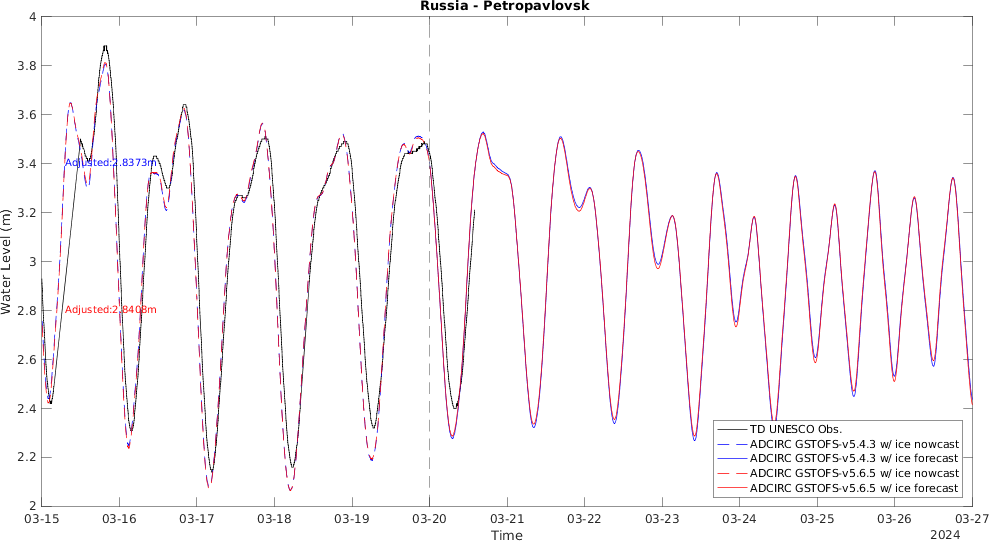 Russia - Petropavlovsk
4
3.8
3.6
3.4
3.2
3
2.8
2.6
2.4
2.2
2
Water Level (m)
Adjusted:2.8373m
Adjusted:2.8408m
TD UNESCO Obs.
ADCIRC GSTOFS-v5.4.3 w/ ice nowcast
ADCIRC GSTOFS-v5.4.3 w/ ice forecast
ADCIRC GSTOFS-v5.6.5 w/ ice nowcast
ADCIRC GSTOFS-v5.6.5 w/ ice forecast
03-15 03-16 03-17 03-18 03-19 03-20 03-21 03-22 03-23 03-24 03-25 03-26 03-27
Time
2024